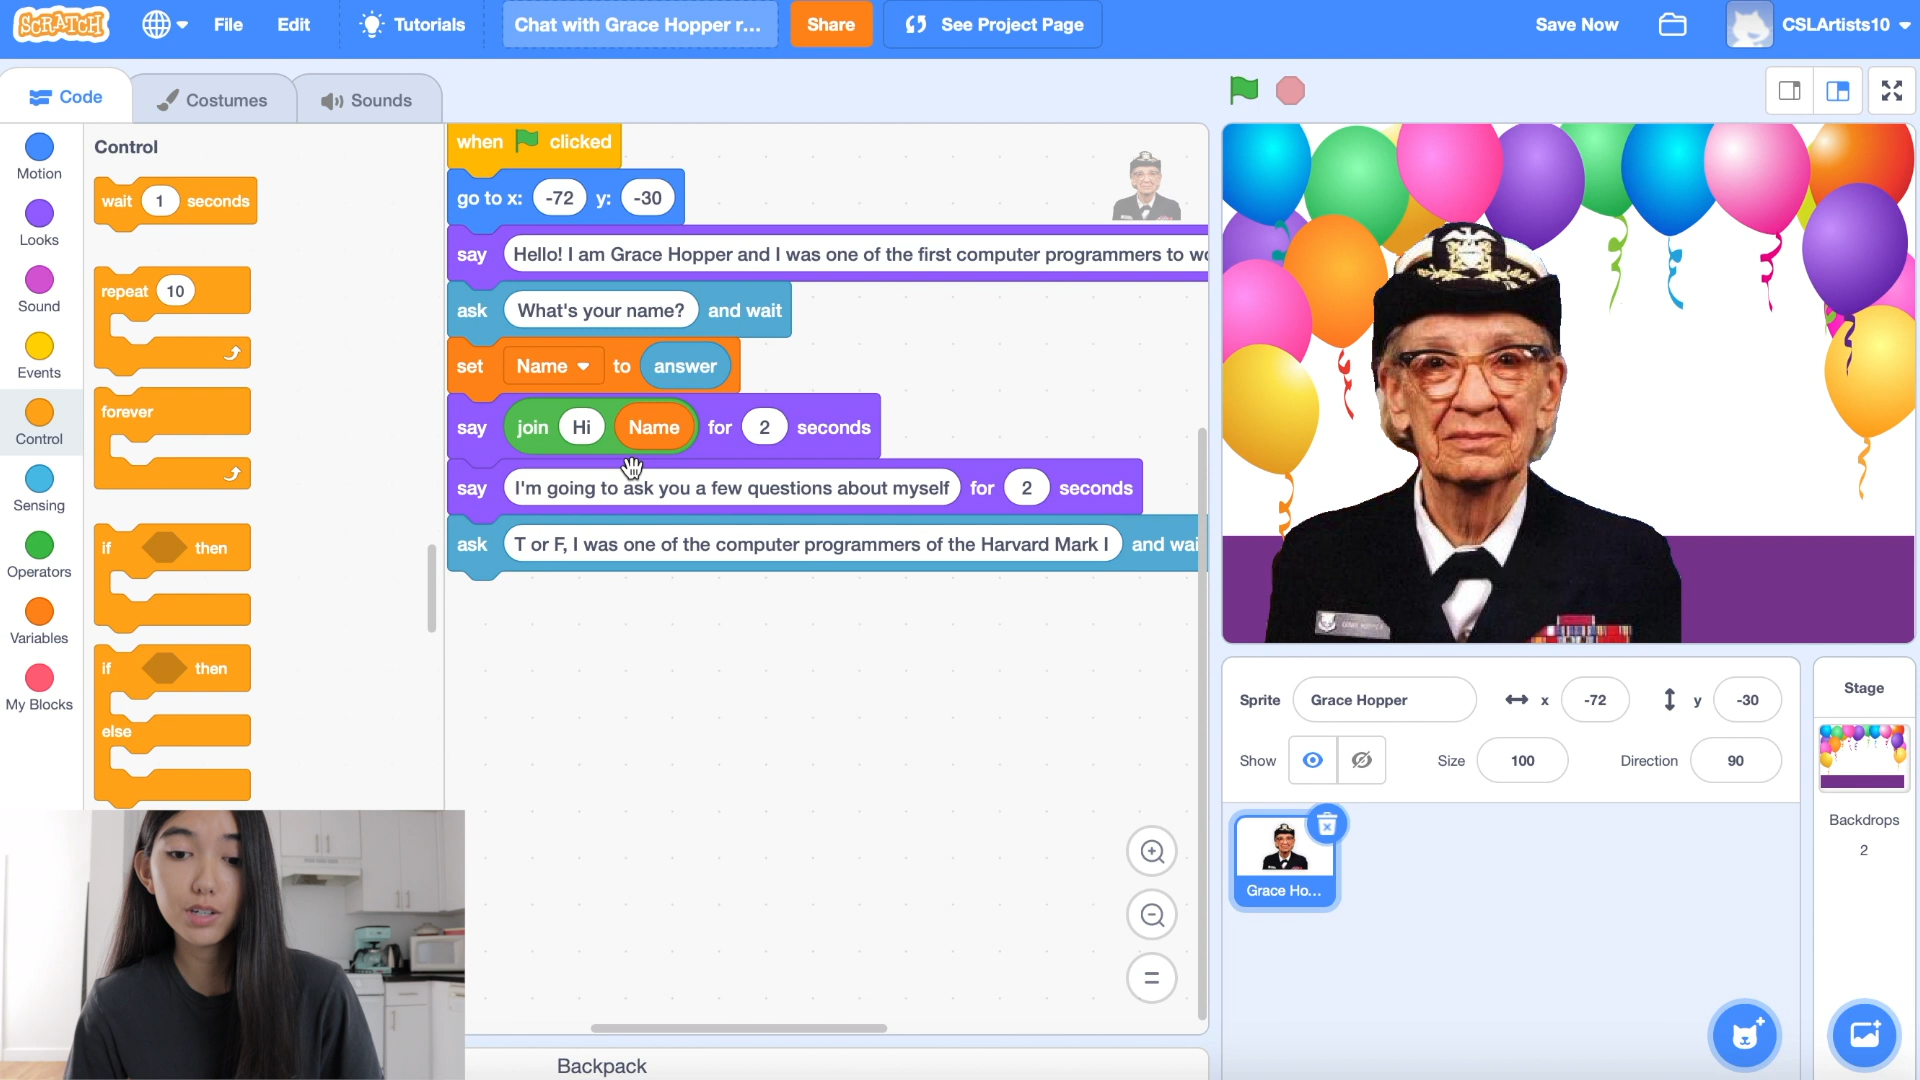 SCRATCH File Edit Tutorials Chat with Grace Hopper r... Share See Project Page Save Now CSLArtists10
Code Costumes Sounds
Motion
Looks
Sound
Events
Control
Sensing
Operators
Variables
My Blocks
Control
wait 1 seconds
repeat 10
forever
if then
if then
else
when clicked
go to x: -72 y: -30
say Hello! I am Grace Hopper and I was one of the first computer programmers to
ask What's your name? and wait
set Name to answer
say join Hi Name for 2 seconds
say I'm going to ask you a few questions about myself for 2 seconds
ask T or F, I was one of the computer programmers of the Harvard Mark I and wai
Backpack
Sprite Grace Hopper x -72 y -30
Show Size 100 Direction 90
Grace Ho...
Stage
Backdrops
2